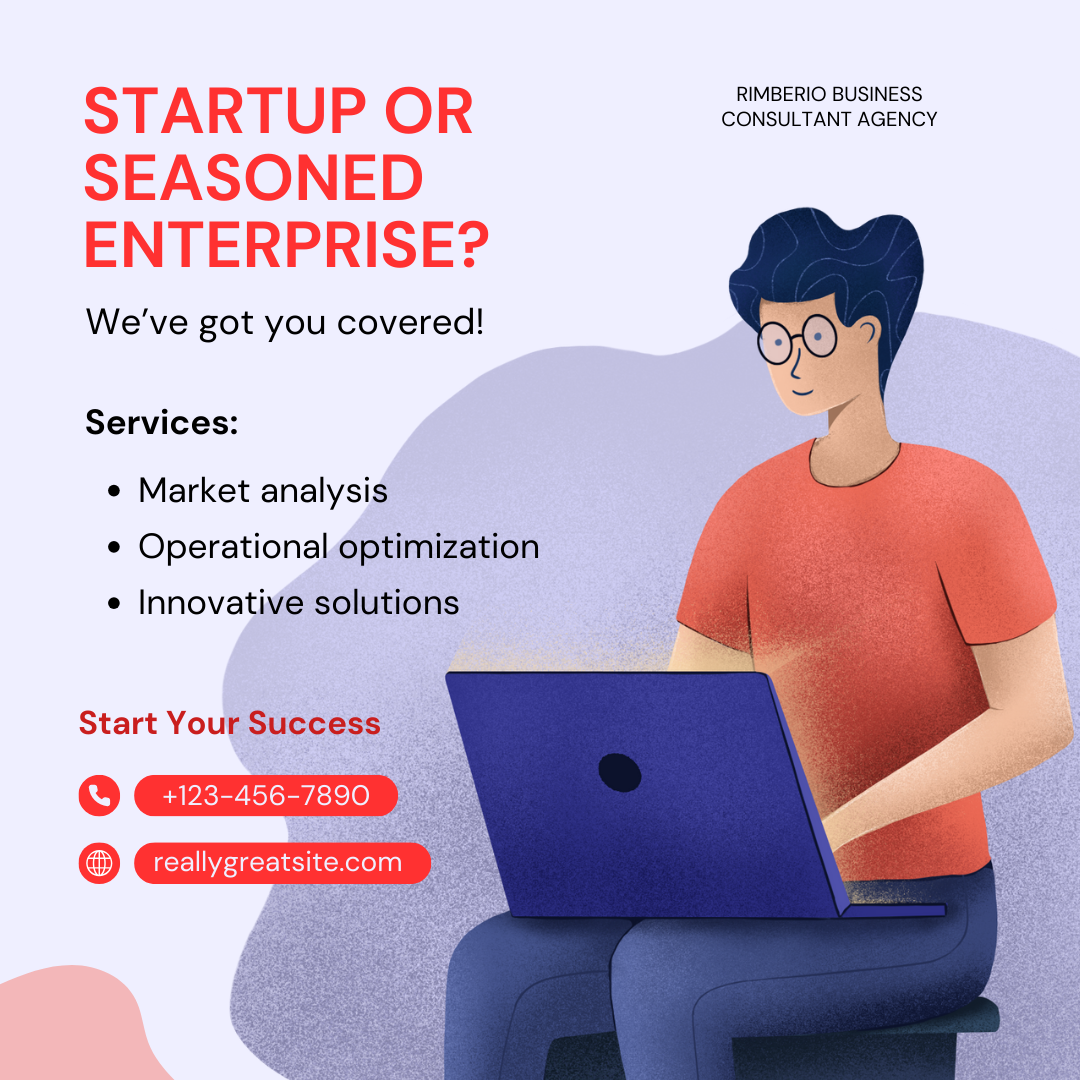 STARTUP OR
SEASONED
ENTERPRISE?
RIMBERIO BUSINESS
CONSULTANT AGENCY
We’ve got you covered!
Services:
• Market analysis
• Operational optimization
• Innovative solutions
Start Your Success
+123-456-7890
reallygreatsite.com